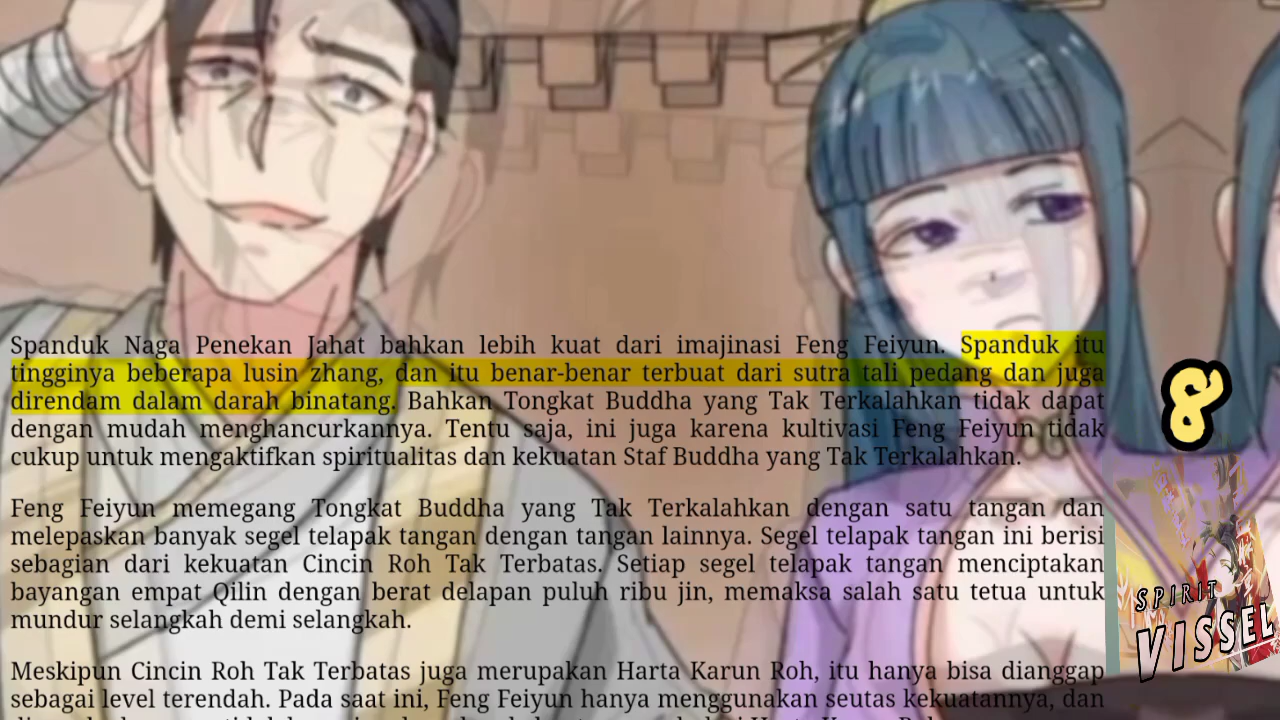 Spanduk Naga Penekan Jahat bahkan lebih kuat dari imajinasi Feng Feiyun. Spanduk itu
tingginya beberapa lusin zhang, dan itu benar-benar terbuat dari sutra tali pedang dan juga
direndam dalam darah binatang. Bahkan Tongkat Buddha yang Tak Terkalahkan tidak dapat
dengan mudah menghancurkannya. Tentu saja, ini juga karena kultivasi Feng Feiyun tidak
cukup untuk mengaktifkan spiritualitas dan kekuatan Staf Buddha yang Tak Terkalahkan.
Feng Feiyun memegang Tongkat Buddha yang Tak Terkalahkan dengan satu tangan dan
melepaskan banyak segel telapak tangan dengan tangan lainnya. Segel telapak tangan ini berisi
sebagian dari kekuatan Cincin Roh Tak Terbatas. Setiap segel telapak tangan menciptakan
bayangan empat Qilin dengan berat delapan puluh ribu jin, memaksa salah satu tetua untuk
mundur selangkah demi selangkah.
Meskipun Cincin Roh Tak Terbatas juga merupakan Harta Karun Roh, itu hanya bisa dianggap
sebagai level terendah. Pada saat ini, Feng Feiyun hanya menggunakan seutas kekuatannya, dan
8
SPIRIT
VISSEL